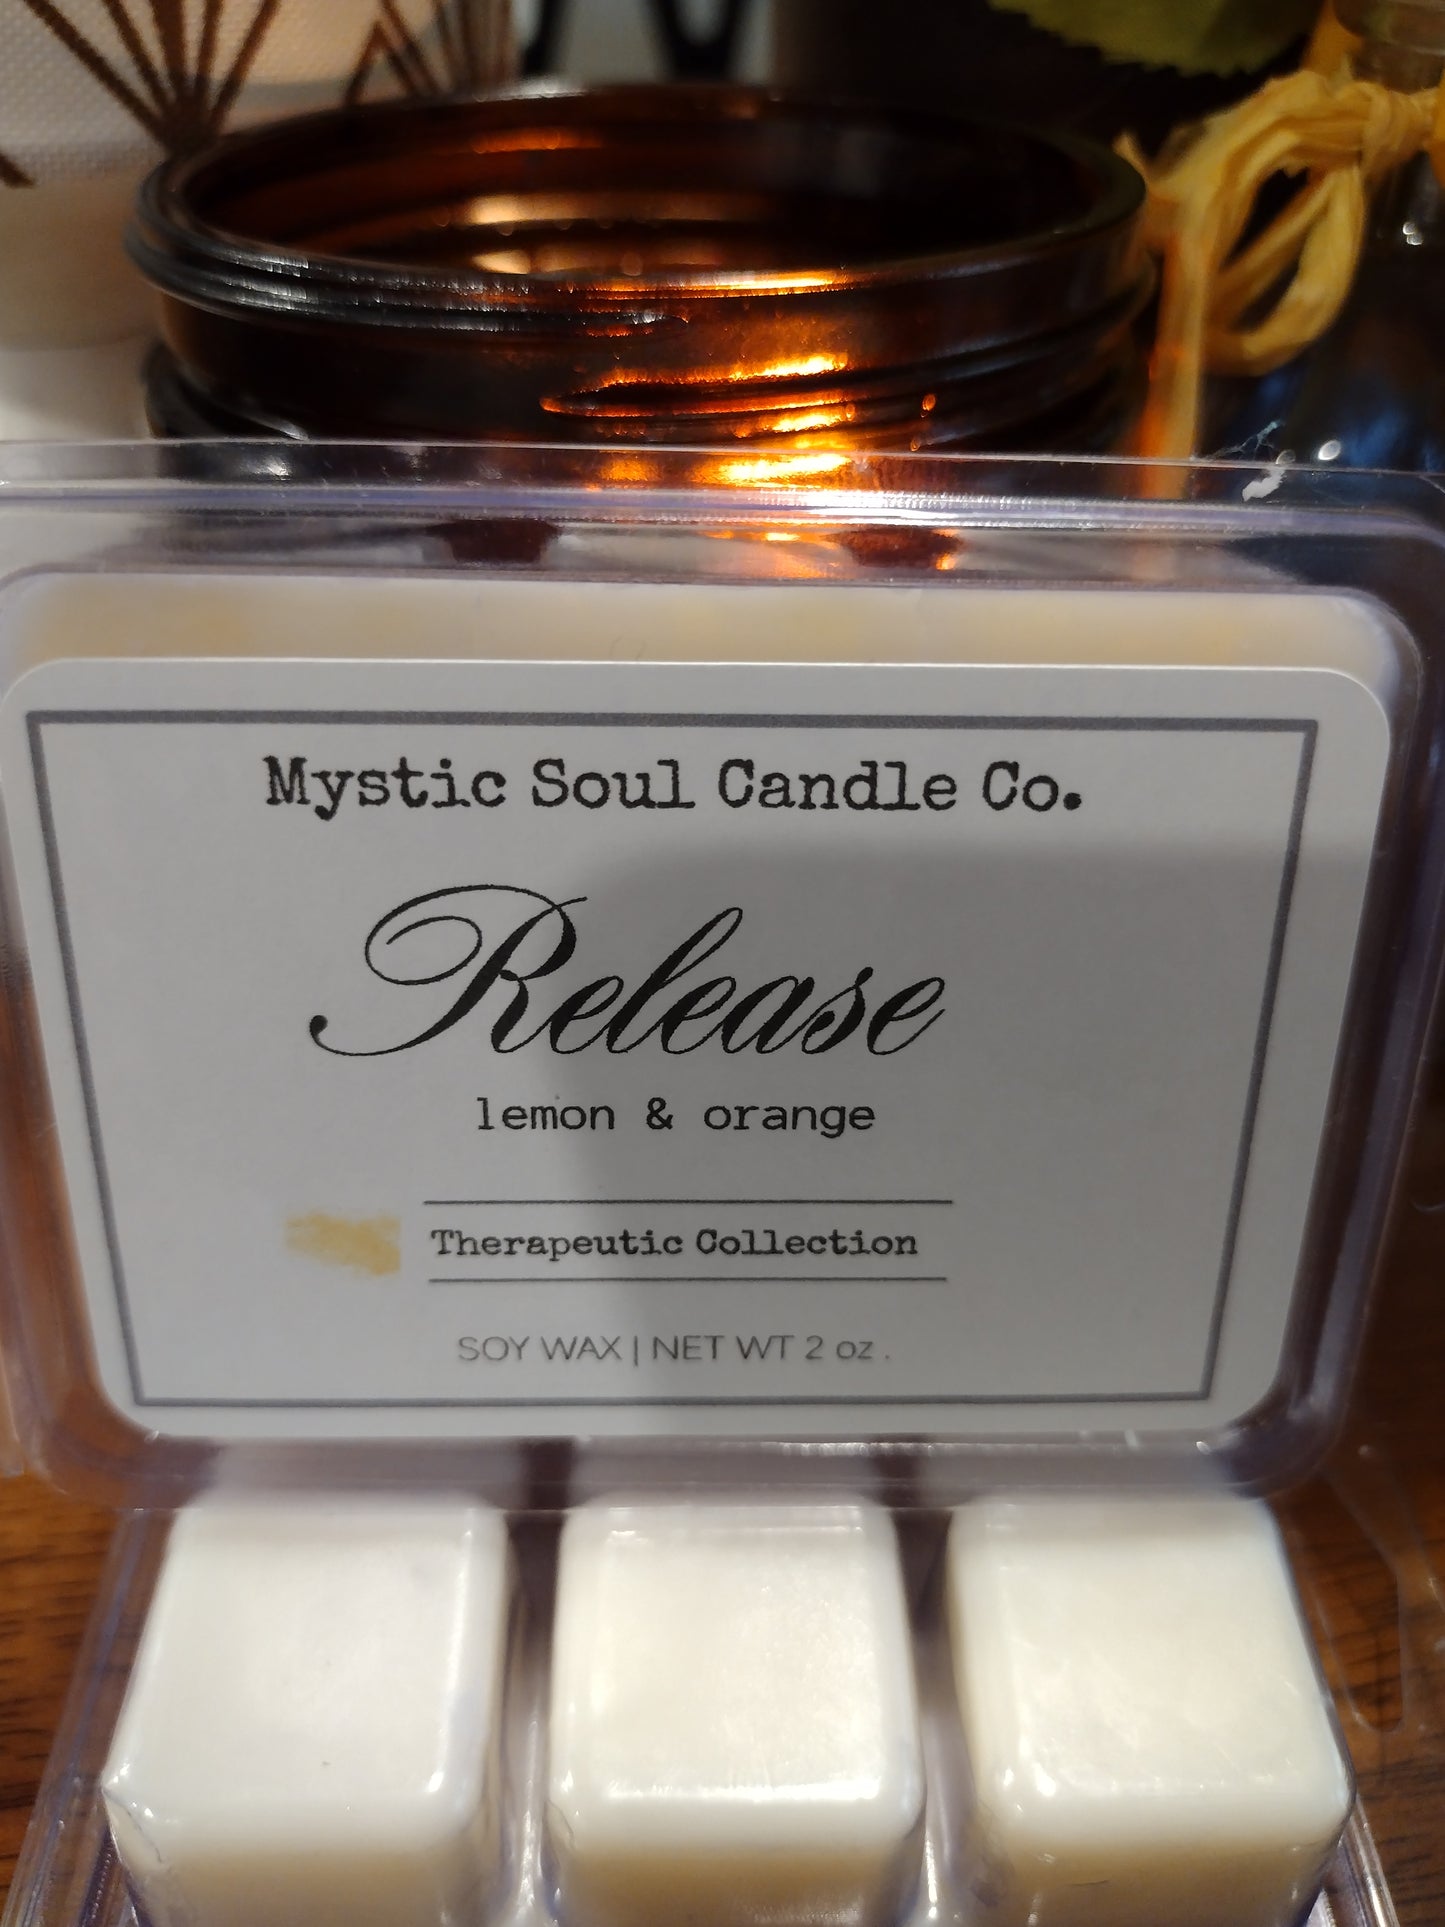 Mystic Soul Candle Co.
Release
lemon & orange
Therapeutic Collection
SOY WAX | NET WT 2 oz .